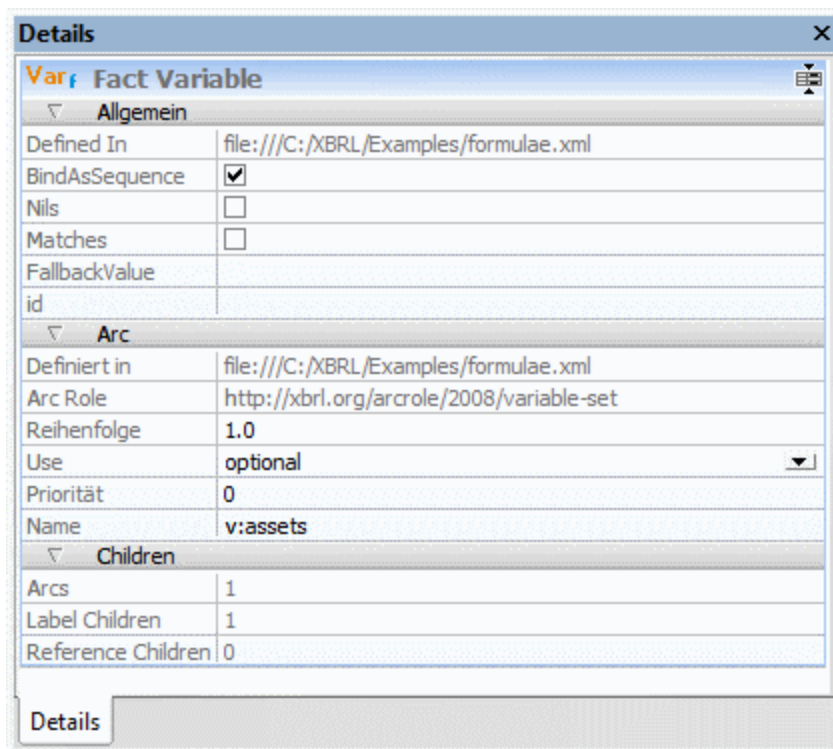 Details
Var f Fact Variable
Allgemein
Defined In file:///C:/XBRL/Examples/formulae.xml
BindAsSequence
Nils
Matches
FallbackValue
id
Arc
Definiert in file:///C:/XBRL/Examples/formulae.xml
Arc Role http://xbrl.org/arcrole/2008/variable-set
Reihenfolge 1.0
Use optional
Priorität 0
Name v:assets
Children
Arcs 1
Label Children 1
Reference Children 0
Details